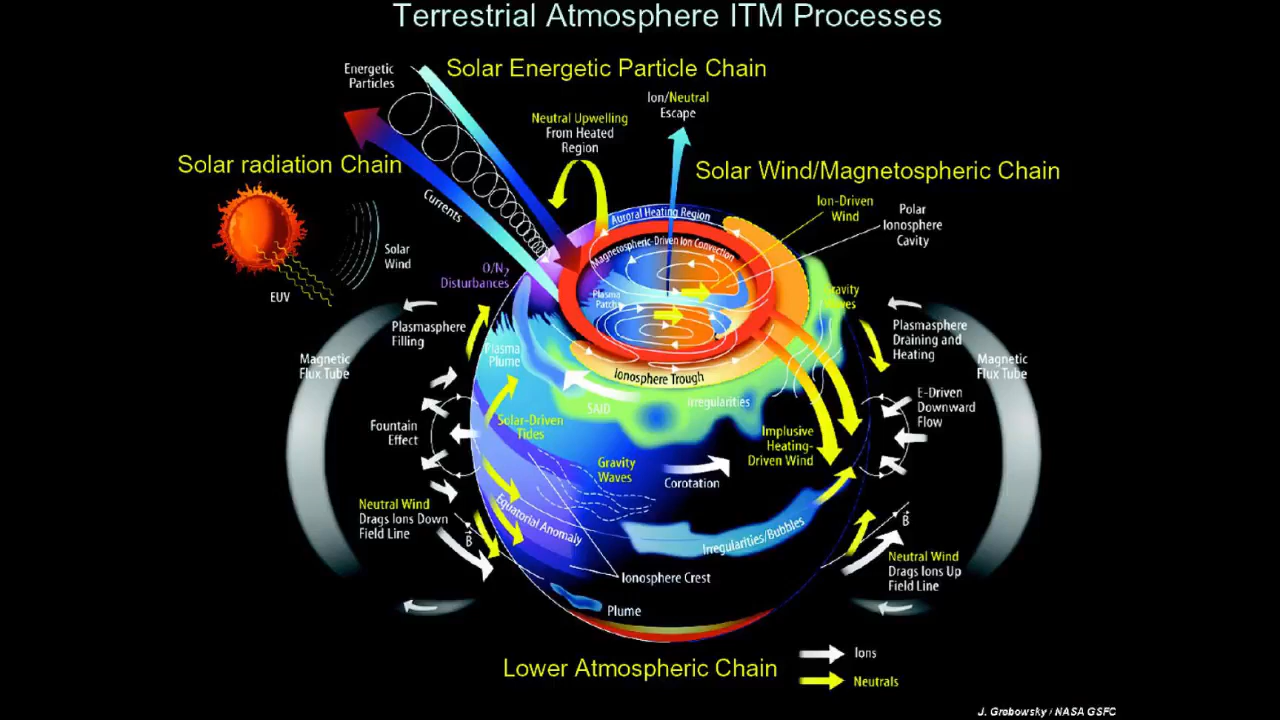 Terrestrial Atmosphere ITM Processes
Energetic
Particles
Solar Energetic Particle Chain
Ion/Neutral
Escape
Neutral Upwelling
From Heated
Region
Solar radiation Chain
Solar Wind/Magnetospheric Chain
Currents
Ion-Driven
Wind
Polar
Ionosphere
Cavity
Auroral Heating Region
Magnetospheric-Driven Ion Convection
Solar
Wind
EUV
O/N2
Disturbances
Plasma
Patch
Gravity
Waves
Plasmasphere
Filling
Plasmasphere
Draining and
Heating
Magnetic
Flux Tube
Magnetic
Flux Tube
Plasma
Plume
Ionosphere Trough
SAID
Irregularities
E-Driven
Downward
Flow
Fountain
Effect
Solar-Driven
Tides
Implusive
Heating-
Driven Wind
Gravity
Waves
Corotation
Neutral Wind
Drags Ions Down
Field Line
B
Equatorial Anomaly
Irregularities/Bubbles
B
Neutral Wind
Drags Ions Up
Field Line
Ionosphere Crest
Plume
Lower Atmospheric Chain
Ions
Neutrals
J. Grobowsky / NASA GSFC